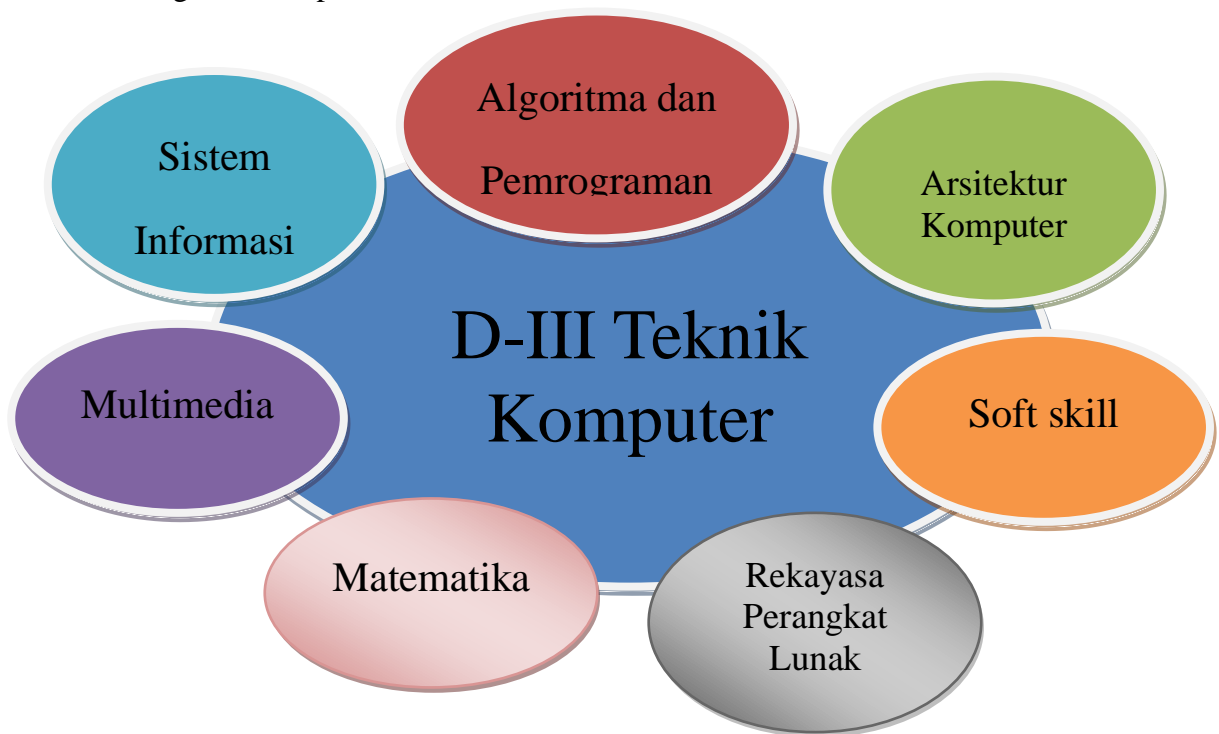 Algoritma dan
Pemrograman
Sistem
Informasi
Arsitektur
Komputer
D-III Teknik
Komputer
Multimedia
Soft skill
Matematika
Rekayasa
Perangkat
Lunak